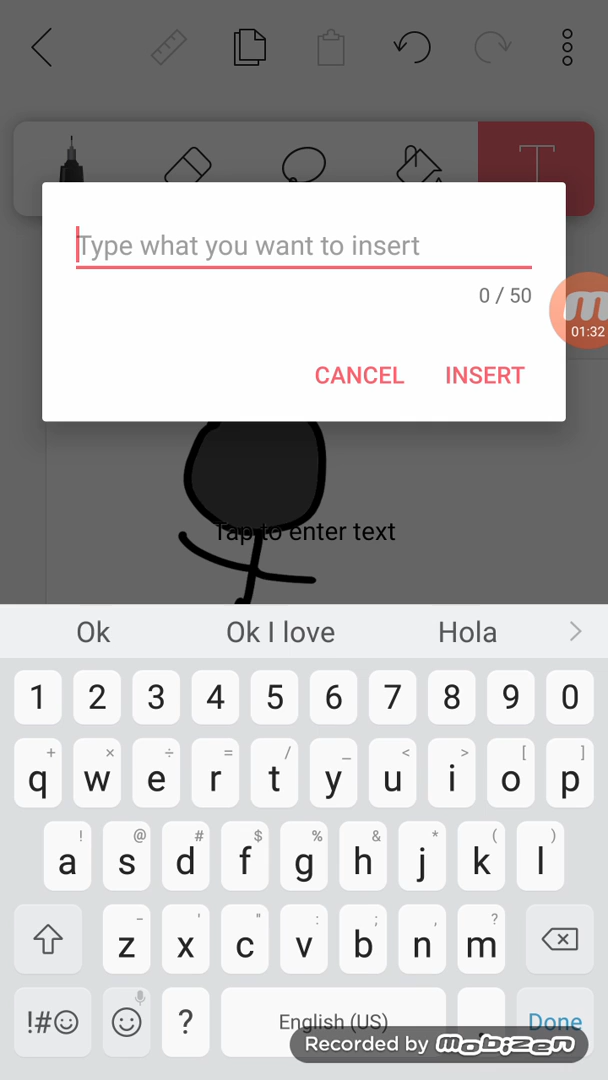 T
Type what you want to insert
0 / 50
m
01:32
CANCEL INSERT
Tap to enter text
Ok Ok I love Hola
1 2 3 4 5 6 7 8 9 0
+ × ÷ = / _ < > [ ]
q w e r t y u i o p
! @ # $ % & * ( )
a s d f g h j k l
- ' " : ; , ?
z x c v b n m
!#☺ ? English (US) . Done
Recorded by mobizen